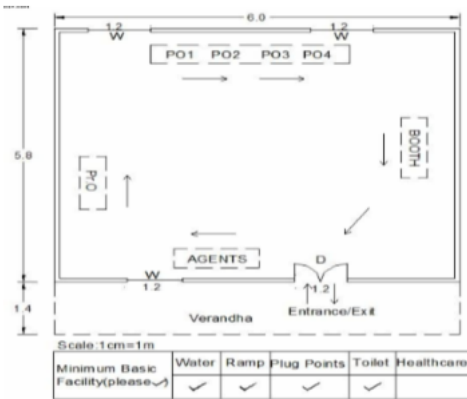 6.0
1.2 1.2
W W
PO1 PO2 PO3 PO4
5.8
BOOTH
PrO
AGENTS
W D
1.2 1.2
1.4
Entrance/Exit
Verandha
Scale:1cm=1m
Minimum Basic Facility(please✓) Water Ramp Plug Points Toilet Healthcare
✓ ✓ ✓ ✓